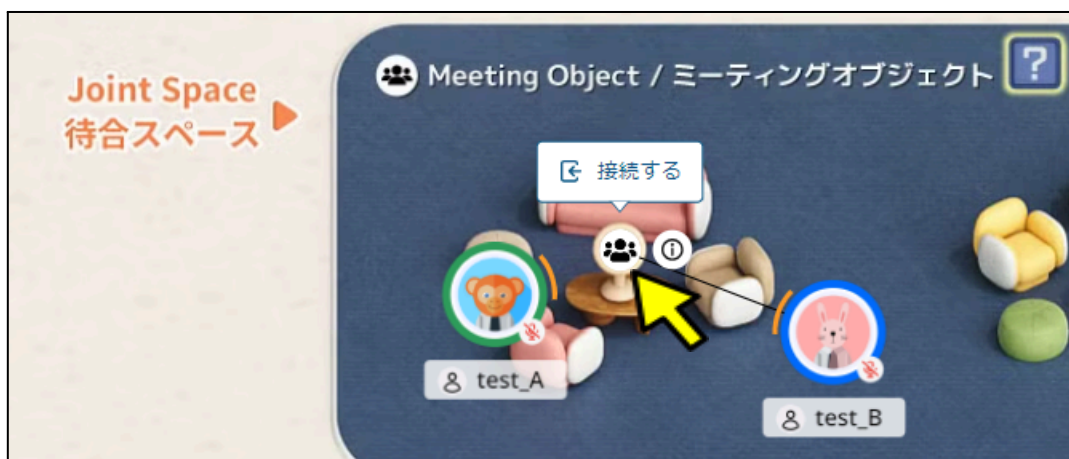 Joint Space
待合スペース
Meeting Object / ミーティングオブジェクト
?
接続する
test_A
test_B